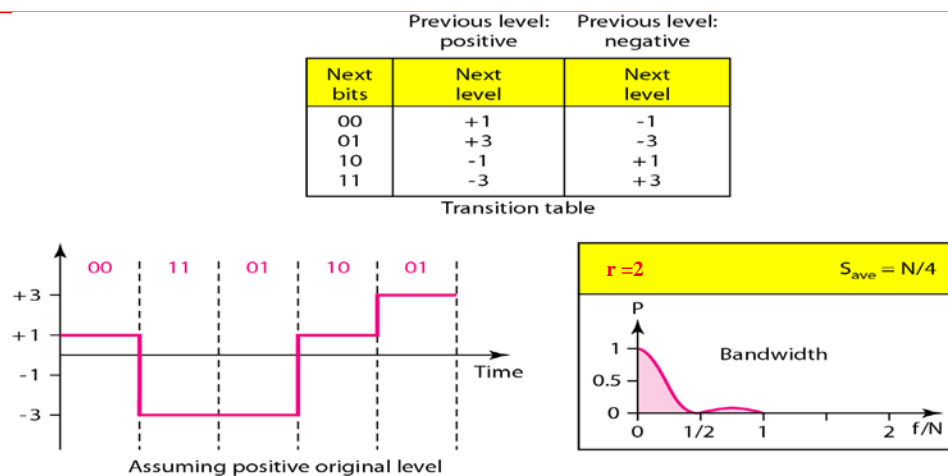 Previous level: Previous level:
positive negative
Next bits Next level Next level
00 +1 -1
01 +3 -3
10 -1 +1
11 -3 +3
Transition table
00 11 01 10 01
+3
+1
-1
-3
Time
Assuming positive original level
r =2 Save = N/4
P
1
0.5
0
Bandwidth
0 1/2 1 2 f/N